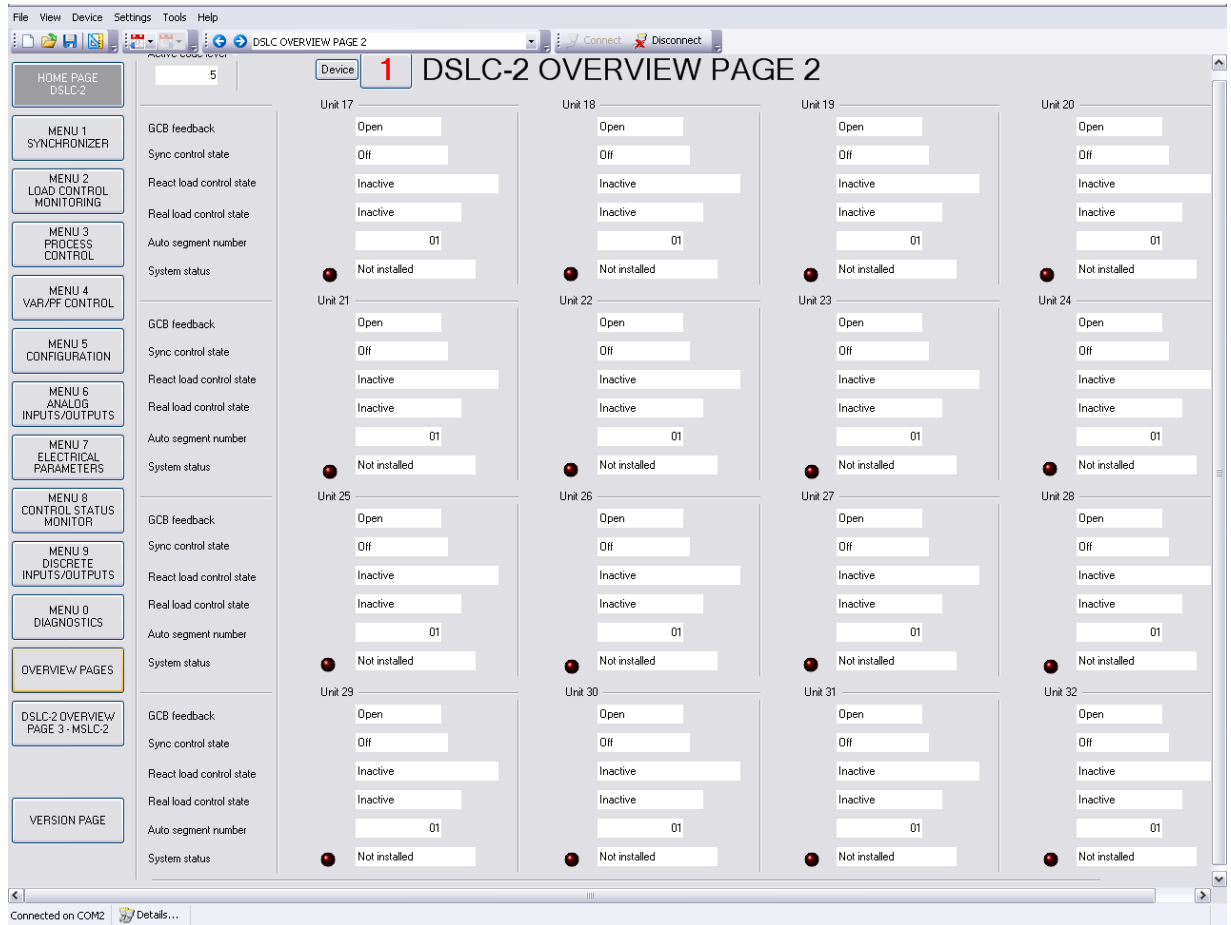 File View Device Settings Tools Help
DSLC OVERVIEW PAGE 2 Connect Disconnect
Active code level
5
Device 1 DSLC-2 OVERVIEW PAGE 2
HOME PAGE
DSLC-2
MENU 1
SYNCHRONIZER
MENU 2
LOAD CONTROL
MONITORING
MENU 3
PROCESS
CONTROL
MENU 4
VAR/PF CONTROL
MENU 5
CONFIGURATION
MENU 6
ANALOG
INPUTS/OUTPUTS
MENU 7
ELECTRICAL
PARAMETERS
MENU 8
CONTROL STATUS
MONITOR
MENU 9
DISCRETE
INPUTS/OUTPUTS
MENU 0
DIAGNOSTICS
OVERVIEW PAGES
DSLC-2 OVERVIEW
PAGE 3 - MSLC-2
VERSION PAGE
Unit 17 Unit 18 Unit 19 Unit 20
GCB feedback Open Open Open Open
Sync control state Off Off Off Off
React load control state Inactive Inactive Inactive Inactive
Real load control state Inactive Inactive Inactive Inactive
Auto segment number 01 01 01 01
System status Not installed Not installed Not installed Not installed
Unit 21 Unit 22 Unit 23 Unit 24
GCB feedback Open Open Open Open
Sync control state Off Off Off Off
React load control state Inactive Inactive Inactive Inactive
Real load control state Inactive Inactive Inactive Inactive
Auto segment number 01 01 01 01
System status Not installed Not installed Not installed Not installed
Unit 25 Unit 26 Unit 27 Unit 28
GCB feedback Open Open Open Open
Sync control state Off Off Off Off
React load control state Inactive Inactive Inactive Inactive
Real load control state Inactive Inactive Inactive Inactive
Auto segment number 01 01 01 01
System status Not installed Not installed Not installed Not installed
Unit 29 Unit 30 Unit 31 Unit 32
GCB feedback Open Open Open Open
Sync control state Off Off Off Off
React load control state Inactive Inactive Inactive Inactive
Real load control state Inactive Inactive Inactive Inactive
Auto segment number 01 01 01 01
System status Not installed Not installed Not installed Not installed
Connected on COM2 Details...